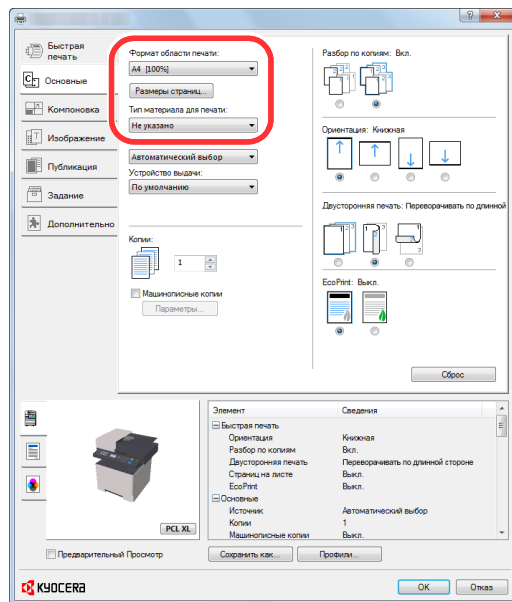 Быстрая
печать
Основные
Компоновка
Изображение
Публикация
Задание
Дополнительно
Формат области печати:
A4 [100%]
Размеры страниц...
Тип материала для печати:
Не указано
Автоматический выбор
Устройство выдачи:
По умолчанию
Копии:
1
Машинописные копии
Параметры...
Разбор по копиям: Вкл.
Ориентация: Книжная
Двусторонняя печать: Переворачивать по длинной
EcoPrint: Выкл.
Сброс
PCL XL
Предварительный Просмотр
Элемент Сведения
Быстрая печать
Ориентация Книжная
Разбор по копиям Вкл.
Двусторонняя печать Переворачивать по длинной стороне
Страниц на листе Выкл.
EcoPrint Выкл.
Основные
Источник Автоматический выбор
Копии 1
Машинописные копии Выкл.
Сохранить как... Профили...
KYOCERA
OK Отказ